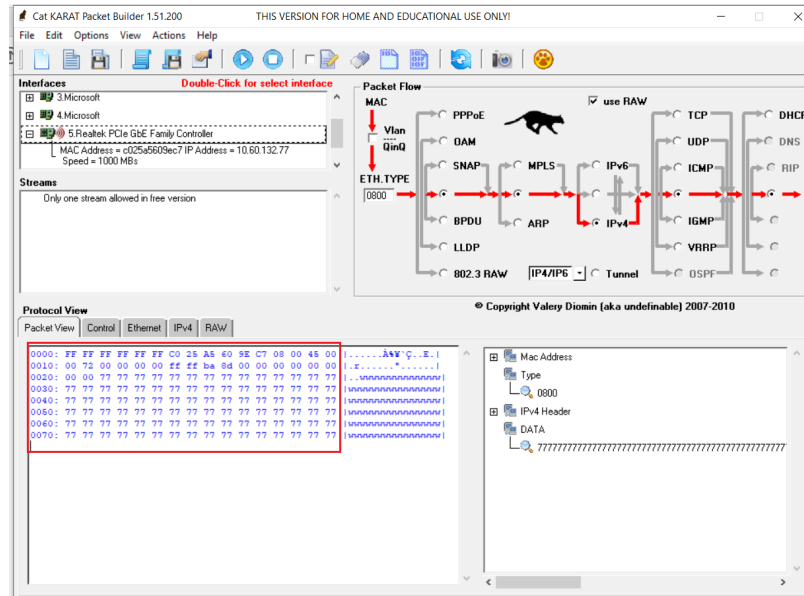 Cat KARAT Packet Builder 1.51.200 THIS VERSION FOR HOME AND EDUCATIONAL USE ONLY!
File Edit Options View Actions Help
Interfaces Double-Click for select interface
3.Microsoft
4.Microsoft
5.Realtek PCIe GbE Family Controller
MAC Address = c025a5609ec7 IP Address = 10.60.132.77
Speed = 1000 MBs
Streams
Only one stream allowed in free version
Packet Flow
MAC
Vlan
QinQ
ETH.TYPE
0800
PPPoE
OAM
SNAP
BPDU
LLDP
802.3 RAW
MPLS
ARP
IP4/IP6
use RAW
IPv6
IPv4
Tunnel
TCP
UDP
ICMP
IGMP
VRRP
OSPF
DHCP
DNS
RIP
© Copyright Valery Diomin (aka undefinable) 2007-2010
Protocol View
Packet View Control Ethernet IPv4 RAW
0000: FF FF FF FF FF FF C0 25 A5 60 9E C7 08 00 45 00 |......À%¥`.Ç..E.|
0010: 00 72 00 00 00 00 ff ff ba 8d 00 00 00 00 00 00 |.r......°.......|
0020: 00 00 77 77 77 77 77 77 77 77 77 77 77 77 77 77 |..wwwwwwwwwwwwww|
0030: 77 77 77 77 77 77 77 77 77 77 77 77 77 77 77 77 |wwwwwwwwwwwwwwww|
0040: 77 77 77 77 77 77 77 77 77 77 77 77 77 77 77 77 |wwwwwwwwwwwwwwww|
0050: 77 77 77 77 77 77 77 77 77 77 77 77 77 77 77 77 |wwwwwwwwwwwwwwww|
0060: 77 77 77 77 77 77 77 77 77 77 77 77 77 77 77 77 |wwwwwwwwwwwwwwww|
0070: 77 77 77 77 77 77 77 77 77 77 77 77 77 77 77 77 |wwwwwwwwwwwwwwww|
Mac Address
Type
0800
IPv4 Header
DATA
77777777777777777777777777777777777777777777777